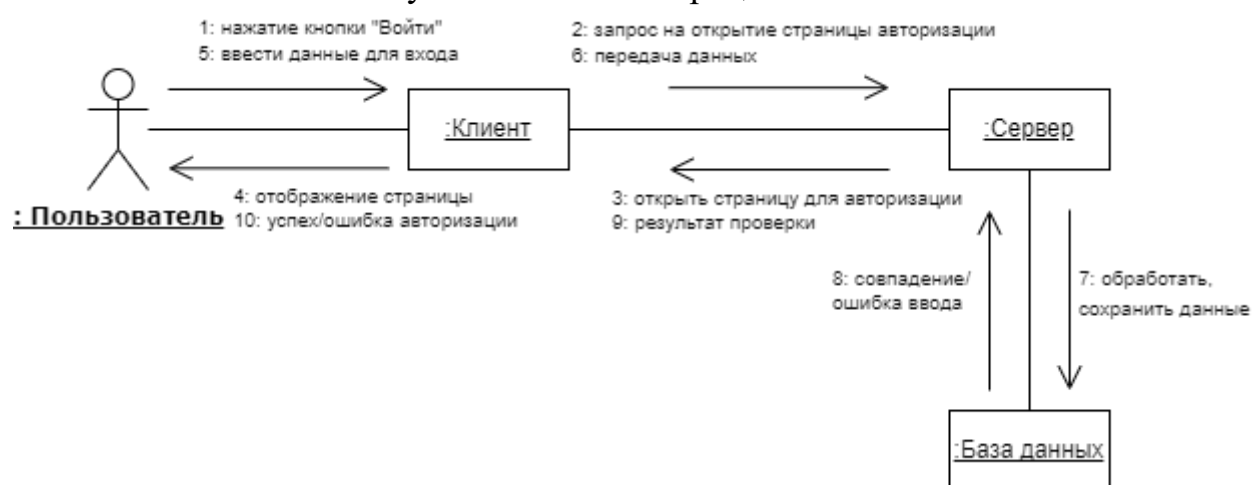 1: нажатие кнопки "Войти"
5: ввести данные для входа
2: запрос на открытие страницы авторизации
6: передача данных
:Клиент
:Сервер
: Пользователь
4: отображение страницы
10: успех/ошибка авторизации
3: открыть страницу для авторизации
9: результат проверки
8: совпадение/
ошибка ввода
7: обработать,
сохранить данные
:База данных